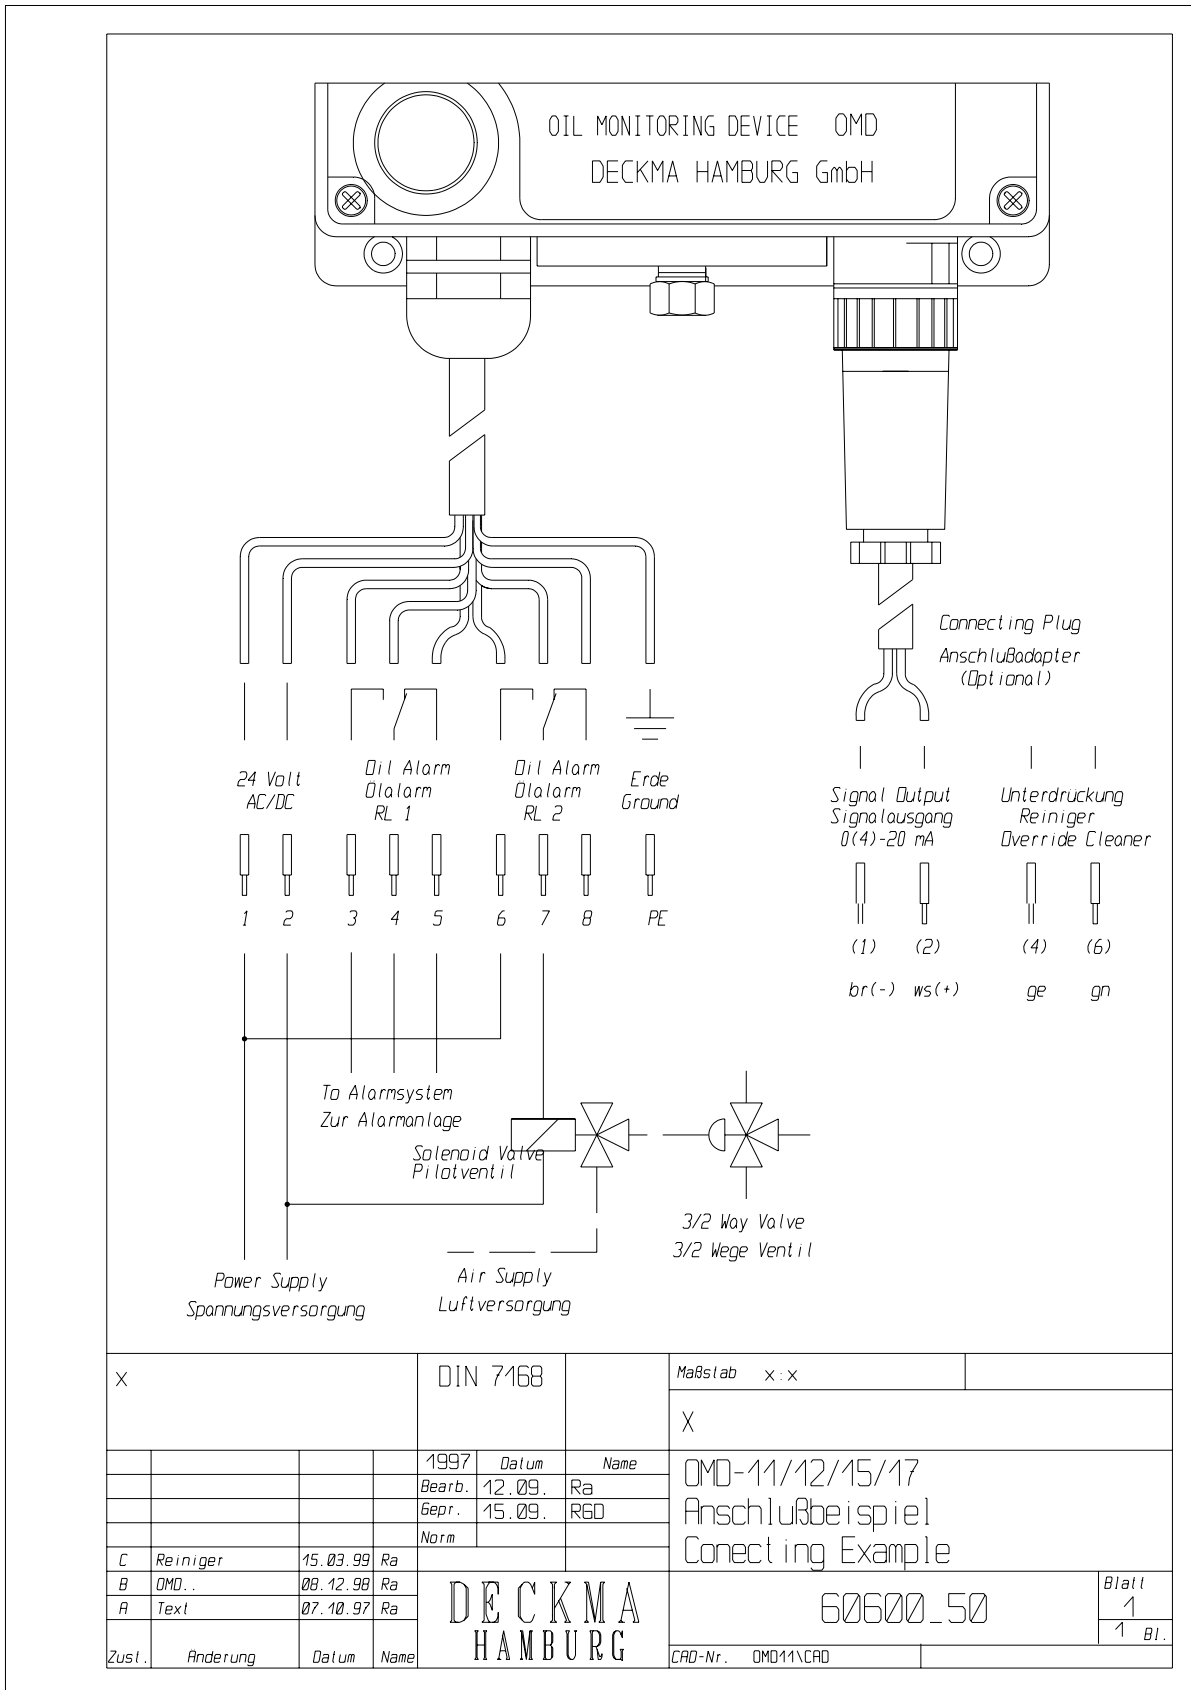 OIL MONITORING DEVICE OMD
DECKMA HAMBURG GmbH
Connecting Plug
Anschlußadapter
(Optional)
24 Volt
AC/DC
Oil Alarm
Ölalarm
RL 1
Oil Alarm
Ölalarm
RL 2
Erde
Ground
Signal Output
Signalausgang
0(4)-20 mA
Unterdrückung
Reiniger
Override Cleaner
1 2 3 4 5 6 7 8 PE
(1) (2) (4) (6)
br(-) ws(+) ge gn
To Alarmsystem
Zur Alarmanlage
Solenoid Valve
Pilotventil
3/2 Way Valve
3/2 Wege Ventil
Air Supply
Luftversorgung
Power Supply
Spannungsversorgung
X
DIN 7168
Maßstab x:x
X
1997 Datum Name
Bearb. 12.09. Ra
Gepr. 15.09. RGD
Norm
OMD-11/12/15/17
Anschlußbeispiel
Conecting Example
C Reiniger 15.03.99 Ra
B OMD.. 08.12.98 Ra
A Text 07.10.97 Ra
Zust. Änderung Datum Name
DECKMA
HAMBURG
60600_50
Blatt
1
1 Bl.
CAD-Nr. OMD11\CAD